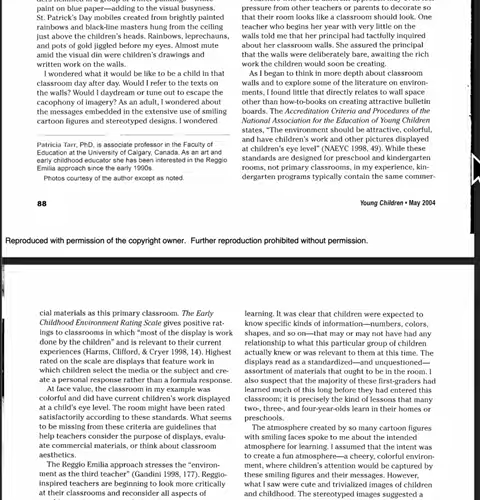 paint on blue paper—adding to the visual busyness.
St. Patrick's Day mobiles created from brightly painted
rainbows and black-line masters hung from the ceiling
just above the children's heads. Rainbows, leprechauns,
and pots of gold jiggled before my eyes. Almost mute
amid the visual din were children's drawings and
written work on the walls.
I wondered what it would be like to be a child in that
classroom day after day. Would I refer to the texts on
the walls? Would I daydream or tune out to escape the
cacophony of imagery? As an adult, I wondered about
the messages embedded in the extensive use of smiling
cartoon figures and stereotyped designs. I wondered
Patricia Tarr, PhD, is associate professor in the Faculty of
Education at the University of Calgary, Canada. As an art and
early childhood educator she has been interested in the Reggio
Emilia approach since the early 1990s.
Photos courtesy of the author except as noted.
pressure from other teachers or parents to decorate so
that their room looks like a classroom should look. One
teacher who begins her year with very little on the
walls told me that her principal had tactfully inquired
about her classroom walls. She assured the principal
that the walls were deliberately bare, awaiting the rich
work the children would soon be creating.
As I began to think in more depth about classroom
walls and to explore some of the literature on environ-
ments, I found little that directly relates to wall space
other than how-to-books on creating attractive bulletin
boards. The Accreditation Criteria and Procedures of the
National Association for the Education of Young Children
states, "The environment should be attractive, colorful,
and have children's work and other pictures displayed
at children's eye level" (NAEYC 1998, 49). While these
standards are designed for preschool and kindergarten
rooms, not primary classrooms, in my experience, kin-
dergarten programs typically contain the same commer-
88
Young Children • May 2004
Reproduced with permission of the copyright owner. Further reproduction prohibited without permission.
cial materials as this primary classroom. The Early
Childhood Environment Rating Scale gives positive rat-
ings to classrooms in which "most of the display is work
done by the children" and is relevant to their current
experiences (Harms, Clifford, & Cryer 1998, 14). Highest
rated on the scale are displays that feature work in
which children select the media or the subject and cre-
ate a personal response rather than a formula response.
At face value, the classroom in my example was
colorful and did have current children's work displayed
at a child's eye level. The room might have been rated
satisfactorily according to these standards. What seems
to be missing from these criteria are guidelines that
help teachers consider the purpose of displays, evalu-
ate commercial materials, or think about classroom
aesthetics.
The Reggio Emilia approach stresses the "environ-
ment as the third teacher" (Gandini 1998, 177). Reggio-
inspired teachers are beginning to look more critically
at their classrooms and reconsider all aspects of
learning. It was clear that children were expected to
know specific kinds of information—numbers, colors,
shapes, and so on—that may or may not have had any
relationship to what this particular group of children
actually knew or was relevant to them at this time. The
displays read as a standardized—and unquestioned—
assortment of materials that ought to be in the room. I
also suspect that the majority of these first-graders had
learned much of this long before they had entered this
classroom; it is precisely the kind of lessons that many
two-, three-, and four-year-olds learn in their homes or
preschools.
The atmosphere created by so many cartoon figures
with smiling faces spoke to me about the intended
atmosphere for learning. I assumed that the intent was
to create a fun atmosphere—a cheery, colorful environ-
ment, where children's attention would be captured by
these smiling figures and their messages. However,
what I saw were cute and trivialized images of children
and childhood. The stereotyped images suggested a